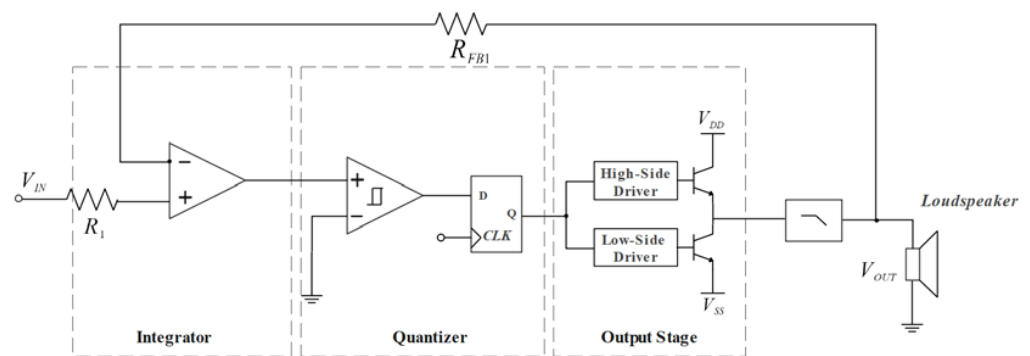 R_FB1
V_IN
R_1
-
+
Integrator
+
-
D
Q
CLK
Quantizer
High-Side
Driver
Low-Side
Driver
V_DD
V_SS
Output Stage
Loudspeaker
V_OUT